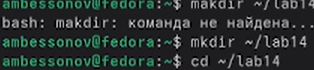 ambessonov@fedora:~$ makdir ~/lab14
bash: makdir: команда не найдена...
ambessonov@fedora:~$ mkdir ~/lab14
ambessonov@fedora:~$ cd ~/lab14